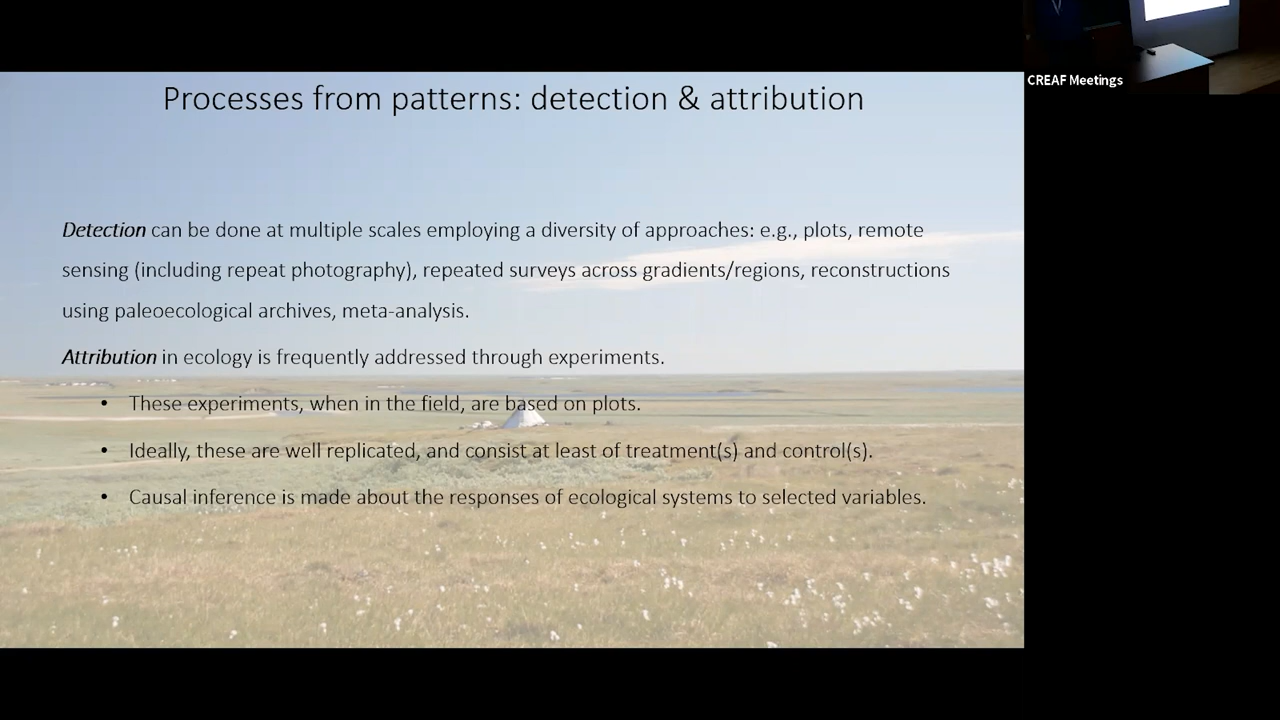 Processes from patterns: detection & attribution
CREAF Meetings
Detection can be done at multiple scales employing a diversity of approaches: e.g., plots, remote
sensing (including repeat photography), repeated surveys across gradients/regions, reconstructions
using paleoecological archives, meta-analysis.
Attribution in ecology is frequently addressed through experiments.
• These experiments, when in the field, are based on plots.
• Ideally, these are well replicated, and consist at least of treatment(s) and control(s).
• Causal inference is made about the responses of ecological systems to selected variables.